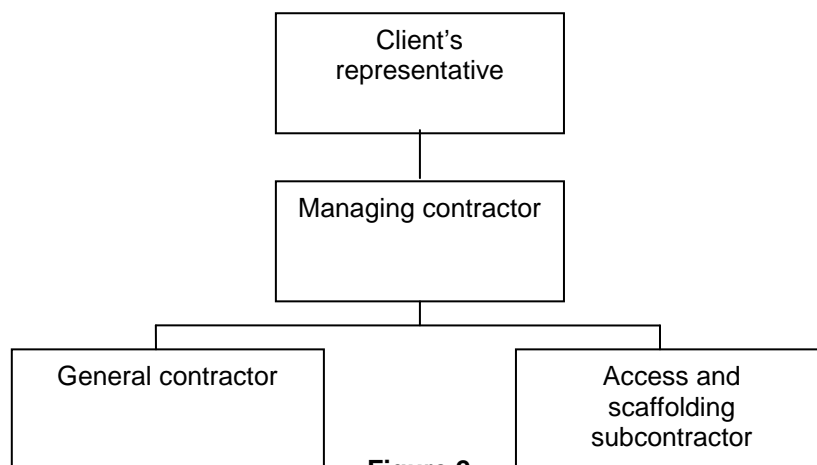 Client's
representative
Managing contractor
General contractor
Access and
scaffolding
subcontractor